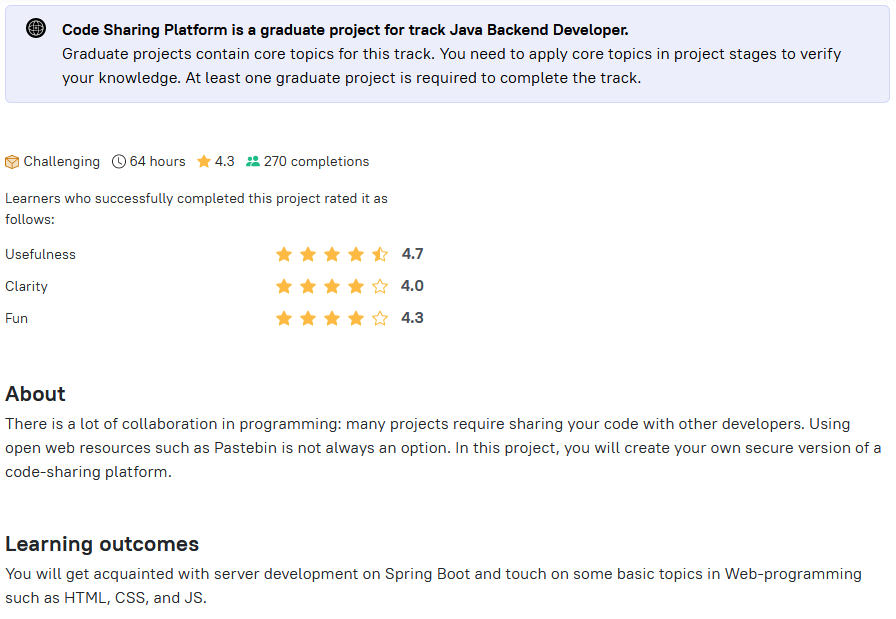 Code Sharing Platform is a graduate project for track Java Backend Developer.
Graduate projects contain core topics for this track. You need to apply core topics in project stages to verify
your knowledge. At least one graduate project is required to complete the track.
Challenging 64 hours 4.3 270 completions
Learners who successfully completed this project rated it as
follows:
Usefulness 4.7
Clarity 4.0
Fun 4.3
About
There is a lot of collaboration in programming: many projects require sharing your code with other developers. Using
open web resources such as Pastebin is not always an option. In this project, you will create your own secure version of a
code-sharing platform.
Learning outcomes
You will get acquainted with server development on Spring Boot and touch on some basic topics in Web-programming
such as HTML, CSS, and JS.